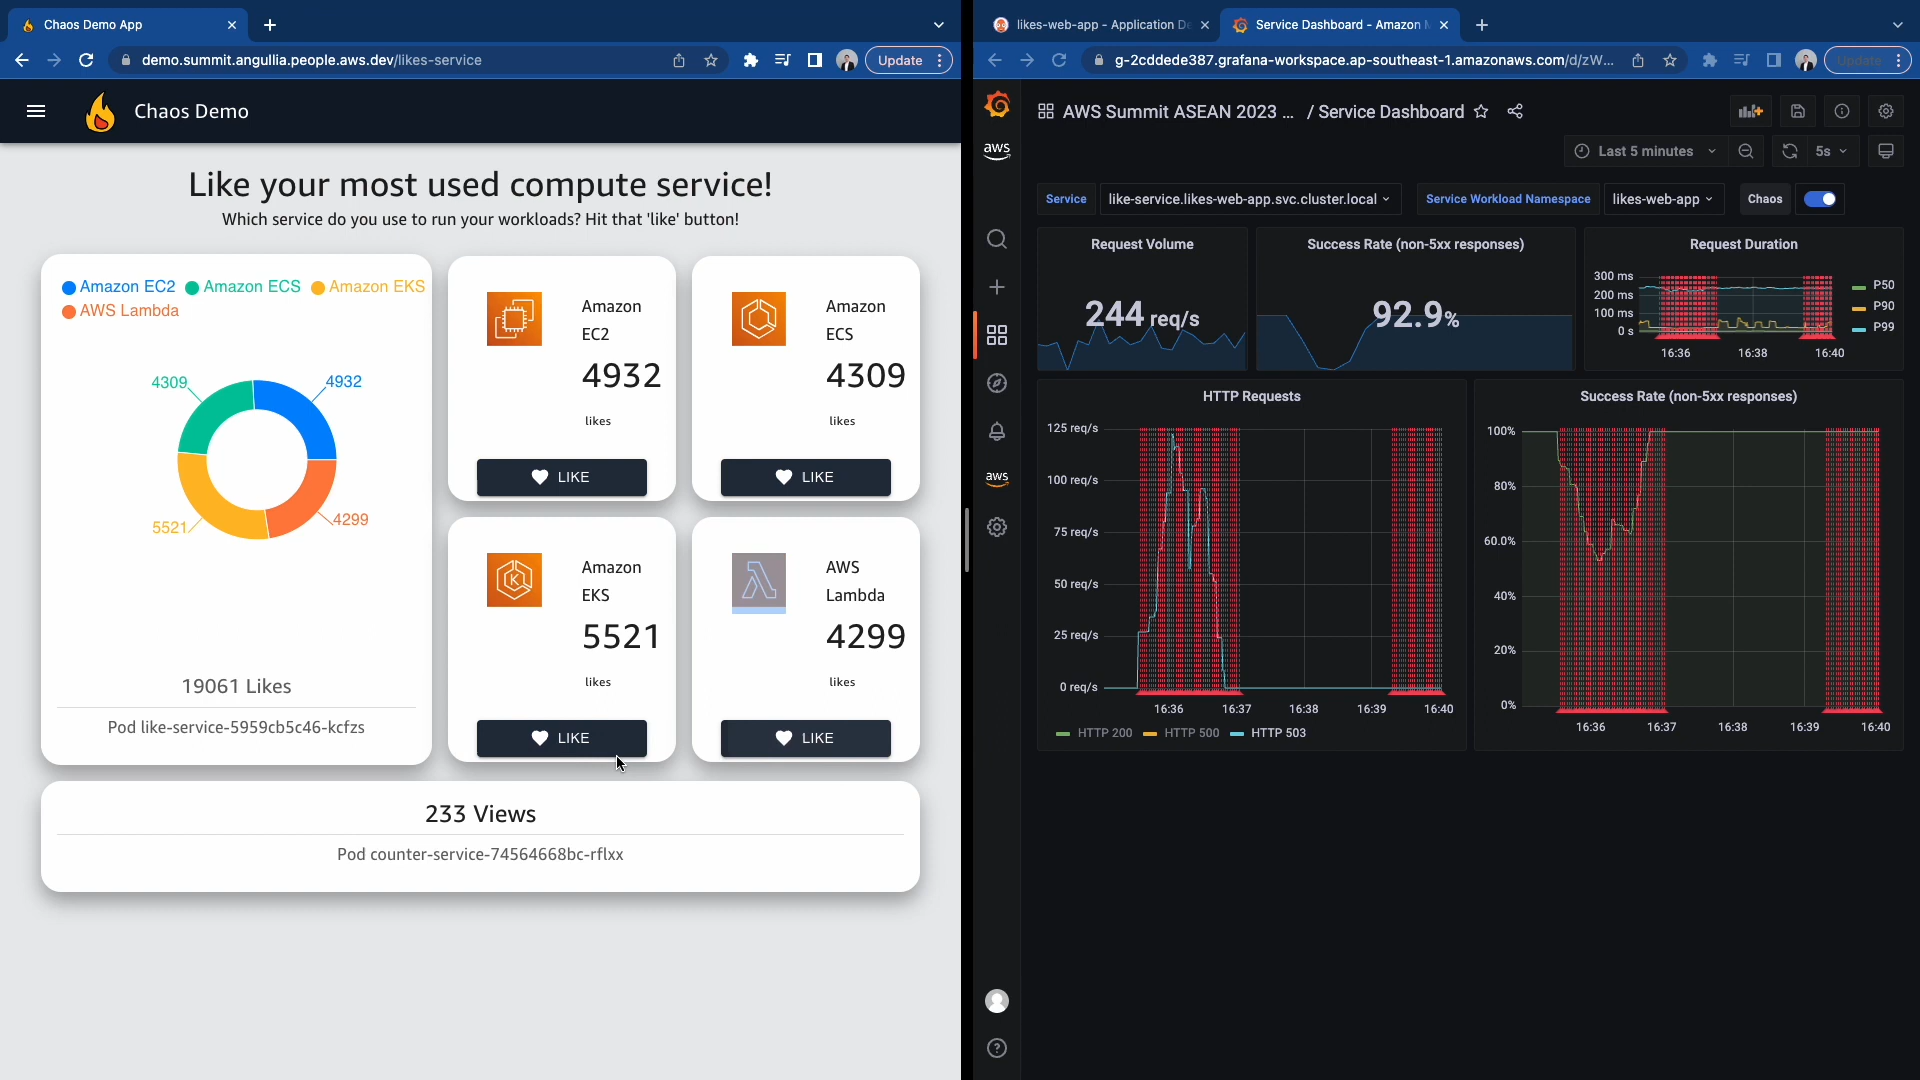 Chaos Demo App
demo.summit.angullia.people.aws.dev/likes-service
Update
Chaos Demo
Like your most used compute service!
Which service do you use to run your workloads? Hit that 'like' button!
Amazon EC2
Amazon ECS
Amazon EKS
AWS Lambda
4309
4932
5521
4299
19061 Likes
Pod like-service-5959cb5c46-kcfzs
Amazon
EC2
4932
likes
LIKE
Amazon
ECS
4309
likes
LIKE
Amazon
EKS
5521
likes
LIKE
AWS
Lambda
4299
likes
LIKE
233 Views
Pod counter-service-74564668bc-rflxx
likes-web-app - Application De
Service Dashboard - Amazon M
g-2cddede387.grafana-workspace.ap-southeast-1.amazonaws.com/d/zW...
Update
aws
AWS Summit ASEAN 2023 ... / Service Dashboard
Last 5 minutes
5s
Service
like-service.likes-web-app.svc.cluster.local
Service Workload Namespace
likes-web-app
Chaos
Request Volume
244 req/s
Success Rate (non-5xx responses)
92.9%
Request Duration
300 ms
200 ms
100 ms
0 s
16:36
16:38
16:40
P50
P90
P99
HTTP Requests
125 req/s
100 req/s
75 req/s
50 req/s
25 req/s
0 req/s
16:36
16:37
16:38
16:39
16:40
HTTP 200
HTTP 500
HTTP 503
Success Rate (non-5xx responses)
100%
80%
60.0%
40%
20%
0%
16:36
16:37
16:38
16:39
16:40
aws